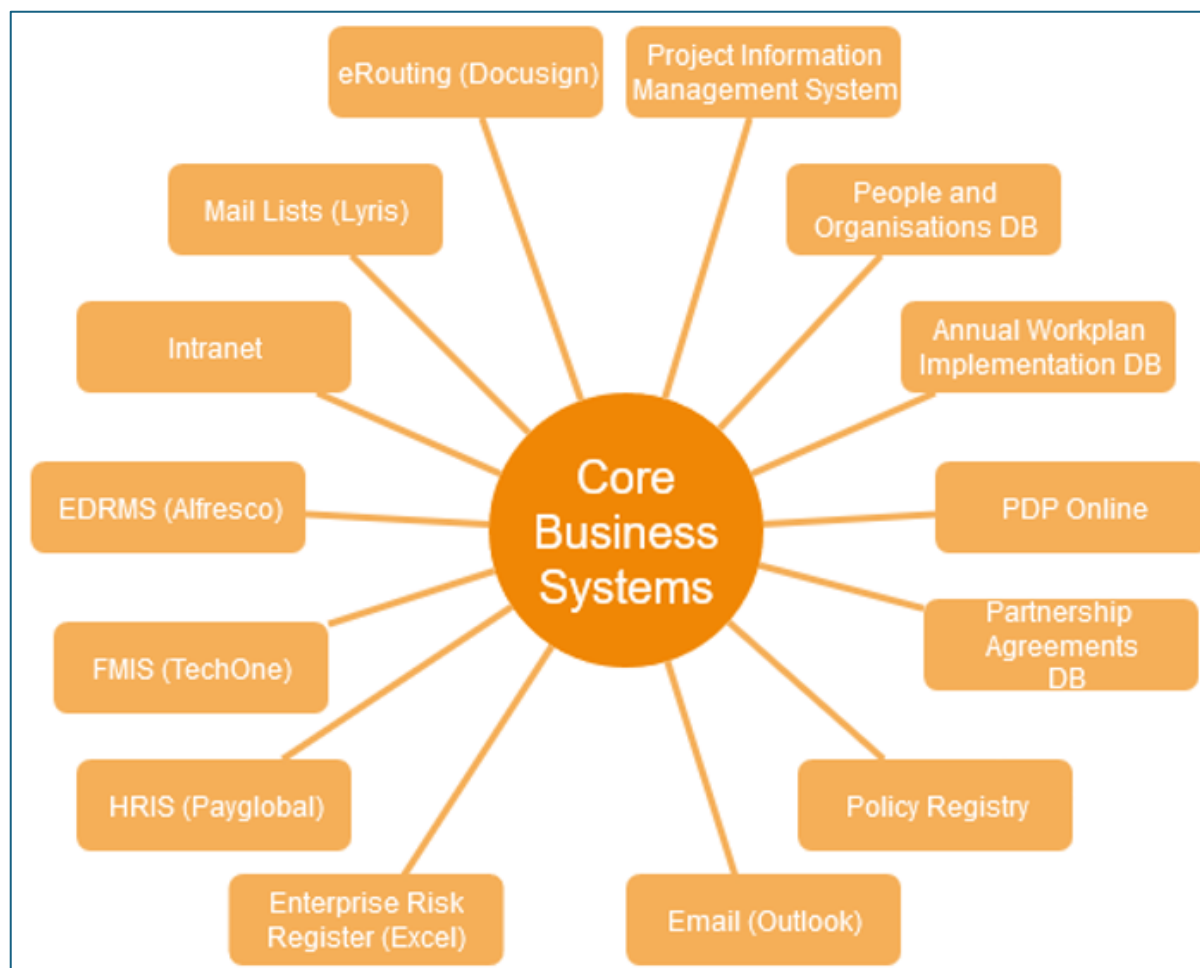 eRouting (Docusign)
Project Information
Management System
Mail Lists (Lyris)
People and
Organisations DB
Intranet
Annual Workplan
Implementation DB
Core
Business
Systems
EDRMS (Alfresco)
PDP Online
FMIS (TechOne)
Partnership
Agreements
DB
HRIS (Payglobal)
Policy Registry
Enterprise Risk
Register (Excel)
Email (Outlook)